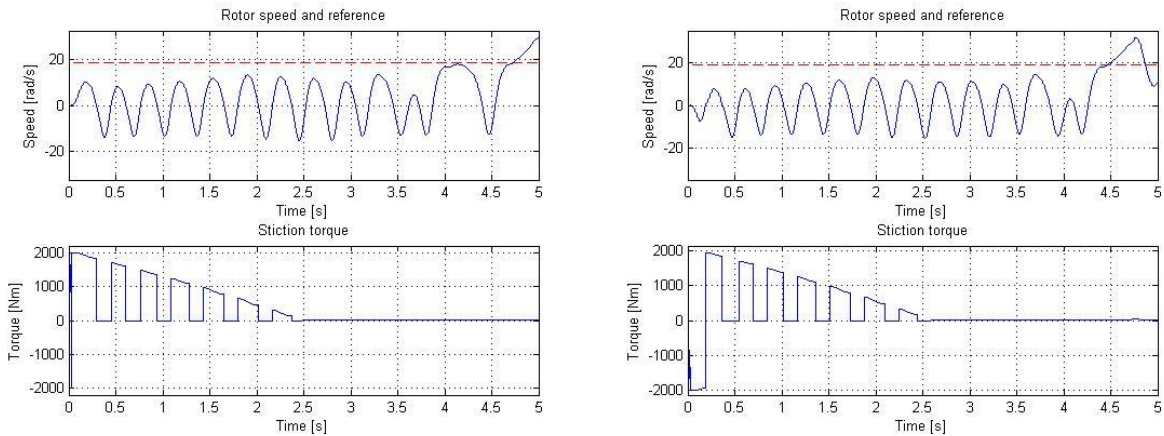 Rotor speed and reference
Speed [rad/s]
20
0
-20
0 0.5 1 1.5 2 2.5 3 3.5 4 4.5 5
Time [s]
Stiction torque
Torque [Nm]
2000
1000
0
-1000
-2000
0 0.5 1 1.5 2 2.5 3 3.5 4 4.5 5
Time [s]
Rotor speed and reference
Speed [rad/s]
20
0
-20
0 0.5 1 1.5 2 2.5 3 3.5 4 4.5 5
Time [s]
Stiction torque
Torque [Nm]
2000
1000
0
-1000
-2000
0 0.5 1 1.5 2 2.5 3 3.5 4 4.5 5
Time [s]